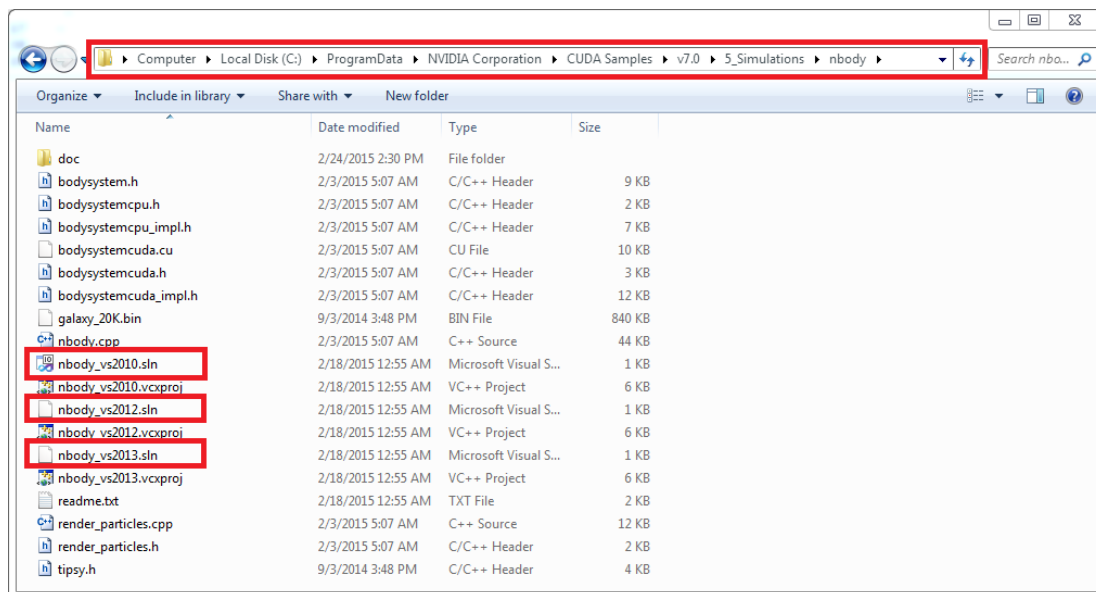 Computer Local Disk (C:) ProgramData NVIDIA Corporation CUDA Samples v7.0 5_Simulations nbody Search nbo...
Organize Include in library Share with New folder
Name Date modified Type Size
doc 2/24/2015 2:30 PM File folder
bodysystem.h 2/3/2015 5:07 AM C/C++ Header 9 KB
bodysystemcpu.h 2/3/2015 5:07 AM C/C++ Header 2 KB
bodysystemcpu_impl.h 2/3/2015 5:07 AM C/C++ Header 7 KB
bodysystemcuda.cu 2/3/2015 5:07 AM CU File 10 KB
bodysystemcuda.h 2/3/2015 5:07 AM C/C++ Header 3 KB
bodysystemcuda_impl.h 2/3/2015 5:07 AM C/C++ Header 12 KB
galaxy_20K.bin 9/3/2014 3:48 PM BIN File 840 KB
nbody.cpp 2/3/2015 5:07 AM C++ Source 44 KB
nbody_vs2010.sln 2/18/2015 12:55 AM Microsoft Visual S... 1 KB
nbody_vs2010.vcxproj 2/18/2015 12:55 AM VC++ Project 6 KB
nbody_vs2012.sln 2/18/2015 12:55 AM Microsoft Visual S... 1 KB
nbody_vs2012.vcxproj 2/18/2015 12:55 AM VC++ Project 6 KB
nbody_vs2013.sln 2/18/2015 12:55 AM Microsoft Visual S... 1 KB
nbody_vs2013.vcxproj 2/18/2015 12:55 AM VC++ Project 6 KB
readme.txt 2/18/2015 12:55 AM TXT File 2 KB
render_particles.cpp 2/3/2015 5:07 AM C++ Source 12 KB
render_particles.h 2/3/2015 5:07 AM C/C++ Header 2 KB
tipsy.h 9/3/2014 3:48 PM C/C++ Header 4 KB